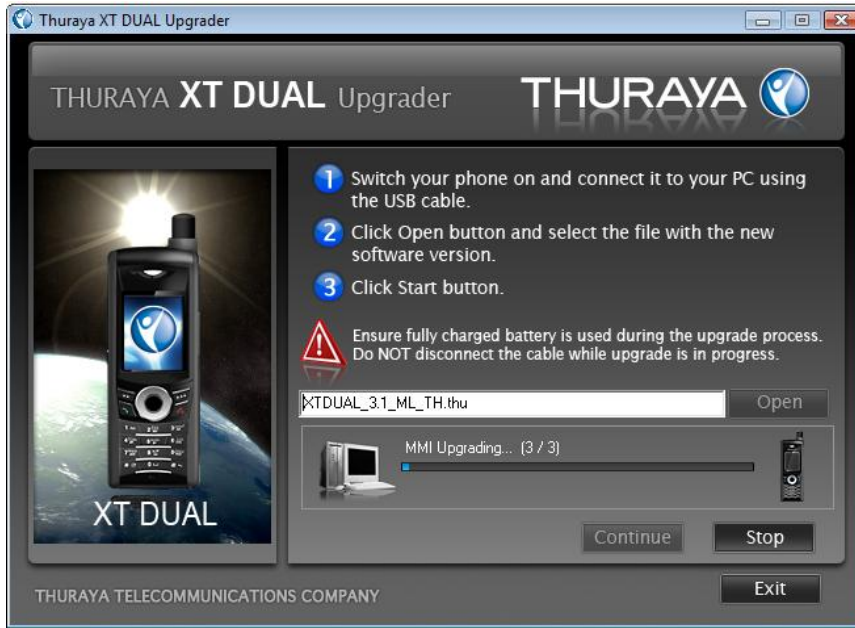 Thuraya XT DUAL Upgrader
THURAYA XT DUAL Upgrader
THURAYA
1 Switch your phone on and connect it to your PC using
the USB cable.
2 Click Open button and select the file with the new
software version.
3 Click Start button.
Ensure fully charged battery is used during the upgrade process.
Do NOT disconnect the cable while upgrade is in progress.
XTDUAL_3.1_ML_TH.thu
Open
MMI Upgrading... (3 / 3)
XT DUAL
Continue
Stop
THURAYA TELECOMMUNICATIONS COMPANY
Exit